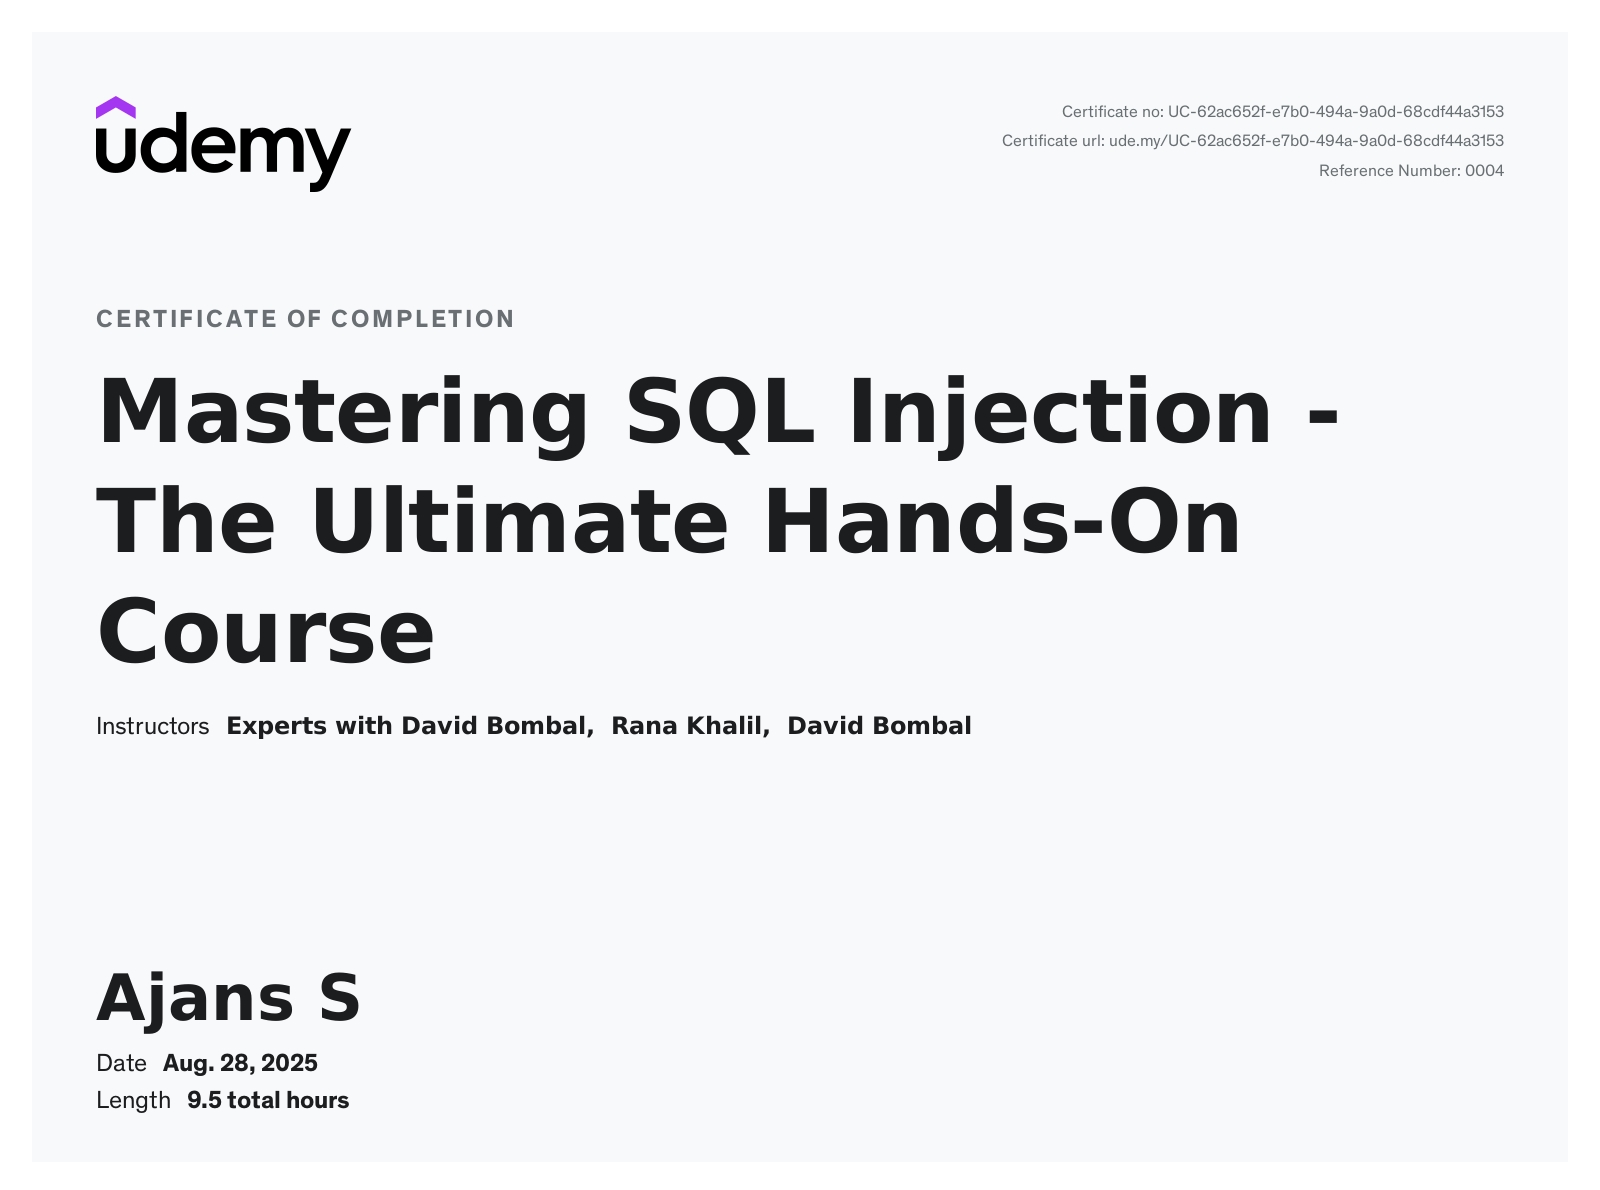 udemy
Certificate no: UC-62ac652f-e7b0-494a-9a0d-68cdf44a3153
Certificate url: ude.my/UC-62ac652f-e7b0-494a-9a0d-68cdf44a3153
Reference Number: 0004
CERTIFICATE OF COMPLETION
Mastering SQL Injection -
The Ultimate Hands-On
Course
Instructors Experts with David Bombal, Rana Khalil, David Bombal
Ajans S
Date Aug. 28, 2025
Length 9.5 total hours